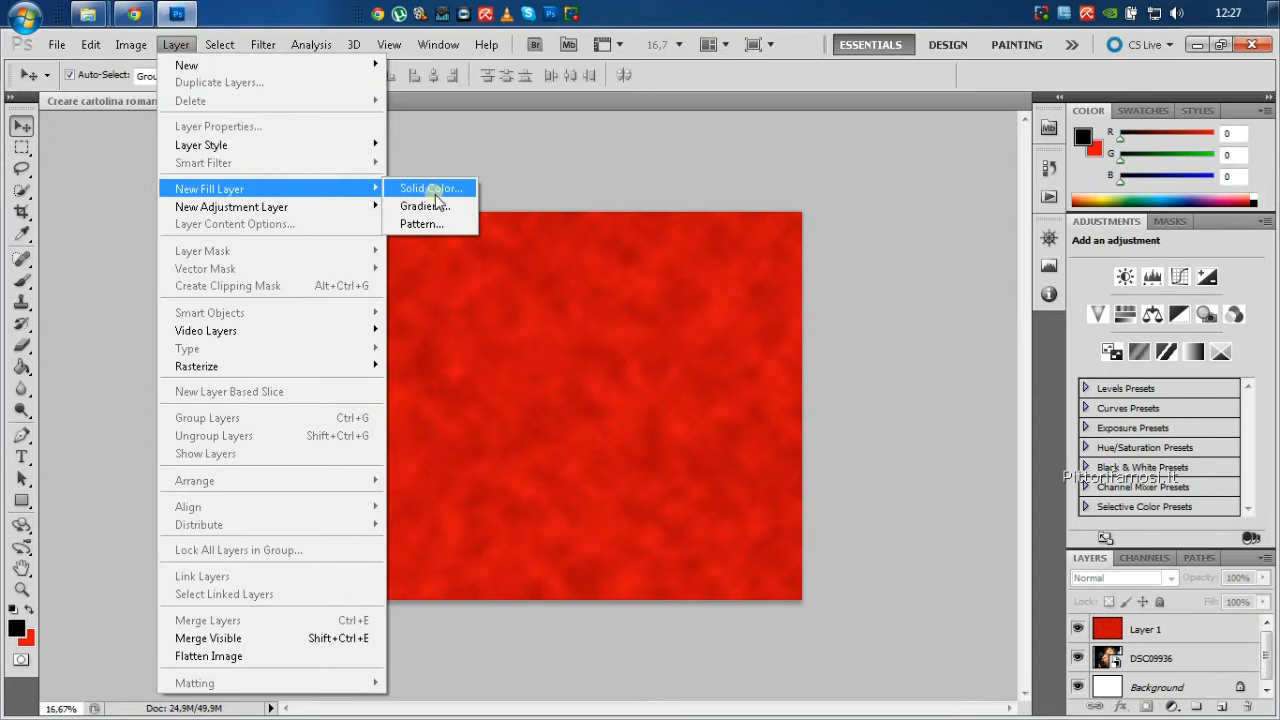 12:27
Ps File Edit Image Layer Select Filter Analysis 3D View Window Help Br Mb 16,7 ESSENTIALS DESIGN PAINTING CS Live
Auto-Select: Grou
Creare cartolina roman
New
Duplicate Layers...
Delete
Layer Properties...
Layer Style
Smart Filter
New Fill Layer
New Adjustment Layer
Layer Content Options...
Layer Mask
Vector Mask
Create Clipping Mask Alt+Ctrl+G
Smart Objects
Video Layers
Type
Rasterize
New Layer Based Slice
Group Layers Ctrl+G
Ungroup Layers Shift+Ctrl+G
Show Layers
Arrange
Align
Distribute
Lock All Layers in Group...
Link Layers
Select Linked Layers
Merge Layers Ctrl+E
Merge Visible Shift+Ctrl+E
Flatten Image
Matting
Solid Color...
Gradient...
Pattern...
COLOR SWATCHES STYLES
R 0
G 0
B 0
ADJUSTMENTS MASKS
Add an adjustment
Levels Presets
Curves Presets
Exposure Presets
Hue/Saturation Presets
Black & White Presets
Pittorifamosi.it
Channel Mixer Presets
Selective Color Presets
LAYERS CHANNELS PATHS
Normal Opacity: 100%
Lock: Fill: 100%
Layer 1
DSC09936
Background
16,67% Doc: 24,9M/49,9M